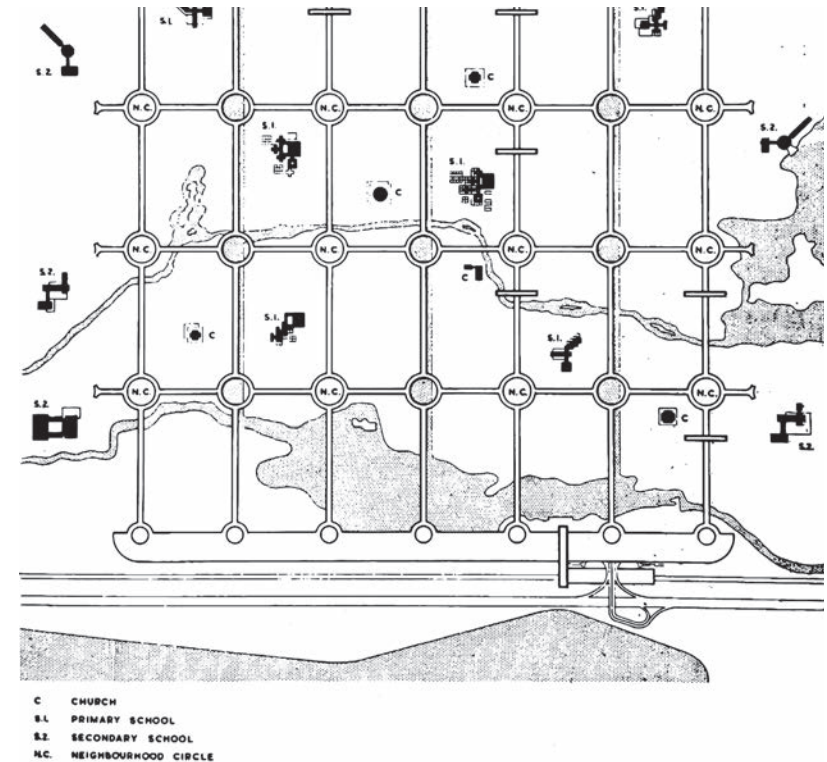 S.1.
S.1.
C
S.2.
N.C.
N.C.
N.C.
N.C.
S.1.
S.2.
S.1.
C
N.C.
N.C.
N.C.
N.C.
S.2.
C
S.1.
C
S.1.
N.C.
N.C.
N.C.
N.C.
S.2.
C
S.2.
C CHURCH
S.1. PRIMARY SCHOOL
S.2. SECONDARY SCHOOL
N.C. NEIGHBOURHOOD CIRCLE